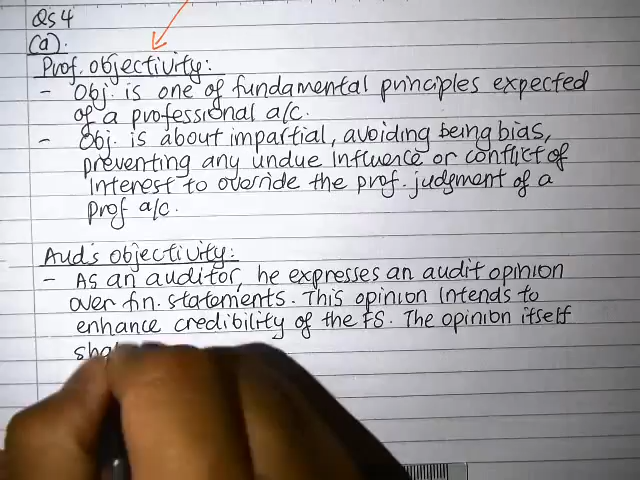 Qs 4
(a).
Prof. objectivity:
- Obj. is one of fundamental principles expected
of a professional a/c.
- Obj. is about impartial, avoiding being bias,
preventing any undue influence or conflict of
interest to override the prof. judgment of a
prof a/c.
Aud's objectivity:
- As an auditor, he expresses an audit opinion
over fin. statements. This opinion intends to
enhance credibility of the FS. The opinion itself